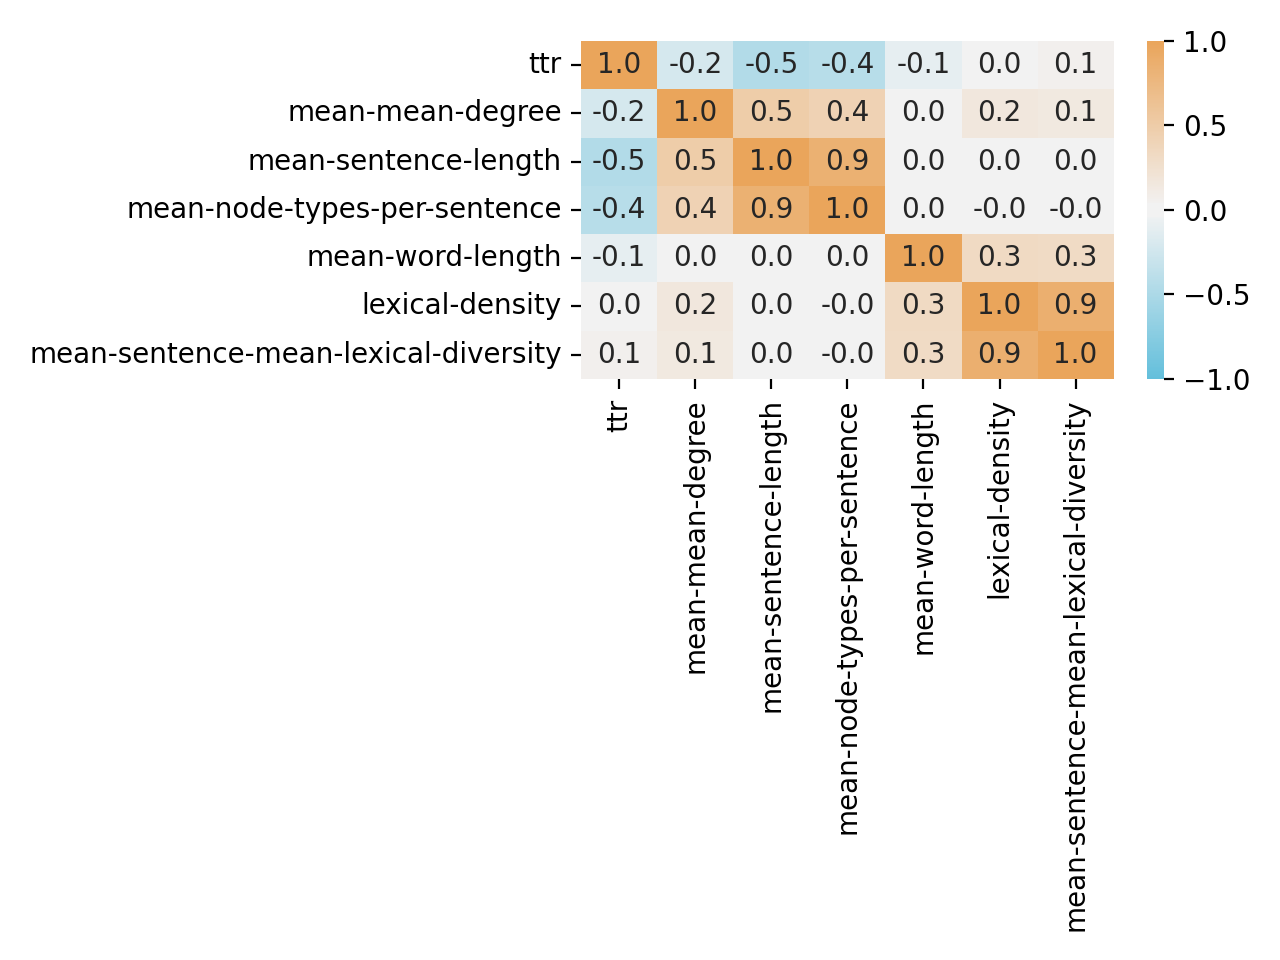 ttr 1.0 -0.2 -0.5 -0.4 -0.1 0.0 0.1
mean-mean-degree -0.2 1.0 0.5 0.4 0.0 0.2 0.1
mean-sentence-length -0.5 0.5 1.0 0.9 0.0 0.0 0.0
mean-node-types-per-sentence -0.4 0.4 0.9 1.0 0.0 -0.0 -0.0
mean-word-length -0.1 0.0 0.0 0.0 1.0 0.3 0.3
lexical-density 0.0 0.2 0.0 -0.0 0.3 1.0 0.9
mean-sentence-mean-lexical-diversity 0.1 0.1 0.0 -0.0 0.3 0.9 1.0
ttr
mean-mean-degree
mean-sentence-length
mean-node-types-per-sentence
mean-word-length
lexical-density
mean-sentence-mean-lexical-diversity
1.0
0.5
0.0
−0.5
−1.0